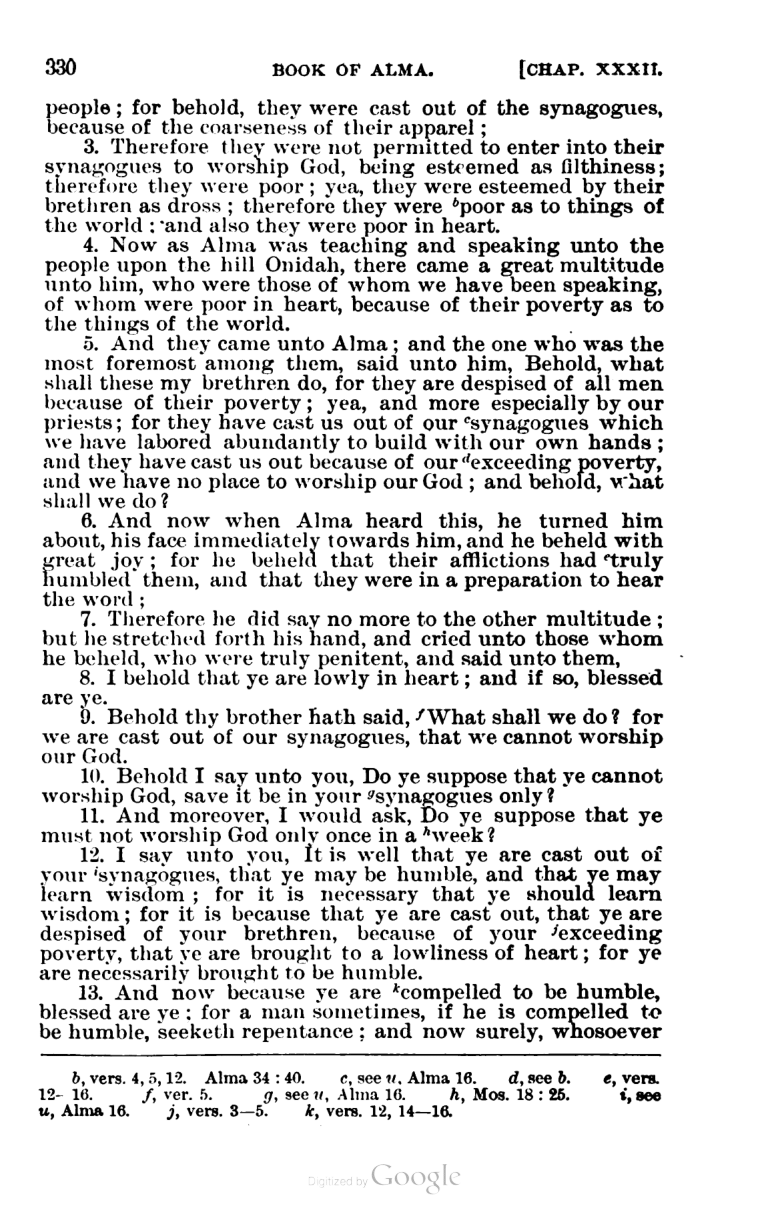 330 BOOK OF ALMA. [CHAP. XXXII.
people; for behold, they were cast out of the synagogues,
because of the coarseness of their apparel;
3. Therefore they were not permitted to enter into their
synagogues to worship God, being esteemed as filthiness;
therefore they were poor; yea, they were esteemed by their
brethren as dross; therefore they were ᵇpoor as to things of
the world; and also they were poor in heart.
4. Now as Alma was teaching and speaking unto the
people upon the hill Onidah, there came a great multitude
unto him, who were those of whom we have been speaking,
of whom were poor in heart, because of their poverty as to
the things of the world.
5. And they came unto Alma; and the one who was the
most foremost among them, said unto him, Behold, what
shall these my brethren do, for they are despised of all men
because of their poverty; yea, and more especially by our
priests; for they have cast us out of our ᶜsynagogues which
we have labored abundantly to build with our own hands;
and they have cast us out because of our ᵈexceeding poverty,
and we have no place to worship our God; and behold, what
shall we do?
6. And now when Alma heard this, he turned him
about, his face immediately towards him, and he beheld with
great joy; for he beheld that their afflictions had ᵉtruly
humbled them, and that they were in a preparation to hear
the word;
7. Therefore he did say no more to the other multitude;
but he stretched forth his hand, and cried unto those whom
he beheld, who were truly penitent, and said unto them,
8. I behold that ye are lowly in heart; and if so, blessed
are ye.
9. Behold thy brother hath said, ᶠWhat shall we do? for
we are cast out of our synagogues, that we cannot worship
our God.
10. Behold I say unto you, Do ye suppose that ye cannot
worship God, save it be in your ᵍsynagogues only?
11. And moreover, I would ask, Do ye suppose that ye
must not worship God only once in a ʰweek?
12. I say unto you, It is well that ye are cast out of
your ⁱsynagogues, that ye may be humble, and that ye may
learn wisdom; for it is necessary that ye should learn
wisdom; for it is because that ye are cast out, that ye are
despised of your brethren, because of your ʲexceeding
poverty, that ye are brought to a lowliness of heart; for ye
are necessarily brought to be humble.
13. And now because ye are ᵏcompelled to be humble,
blessed are ye; for a man sometimes, if he is compelled to
be humble, seeketh repentance; and now surely, whosoever
b, vers. 4, 5, 12. Alma 34:40. c, see u, Alma 16. d, see b. e, vers.
12-16. f, ver. 5. g, see u, Alma 16. h, Mos. 18:25. i, see
u, Alma 16. j, vers. 3—5. k, vers. 12, 14—16.
Digitized by Google